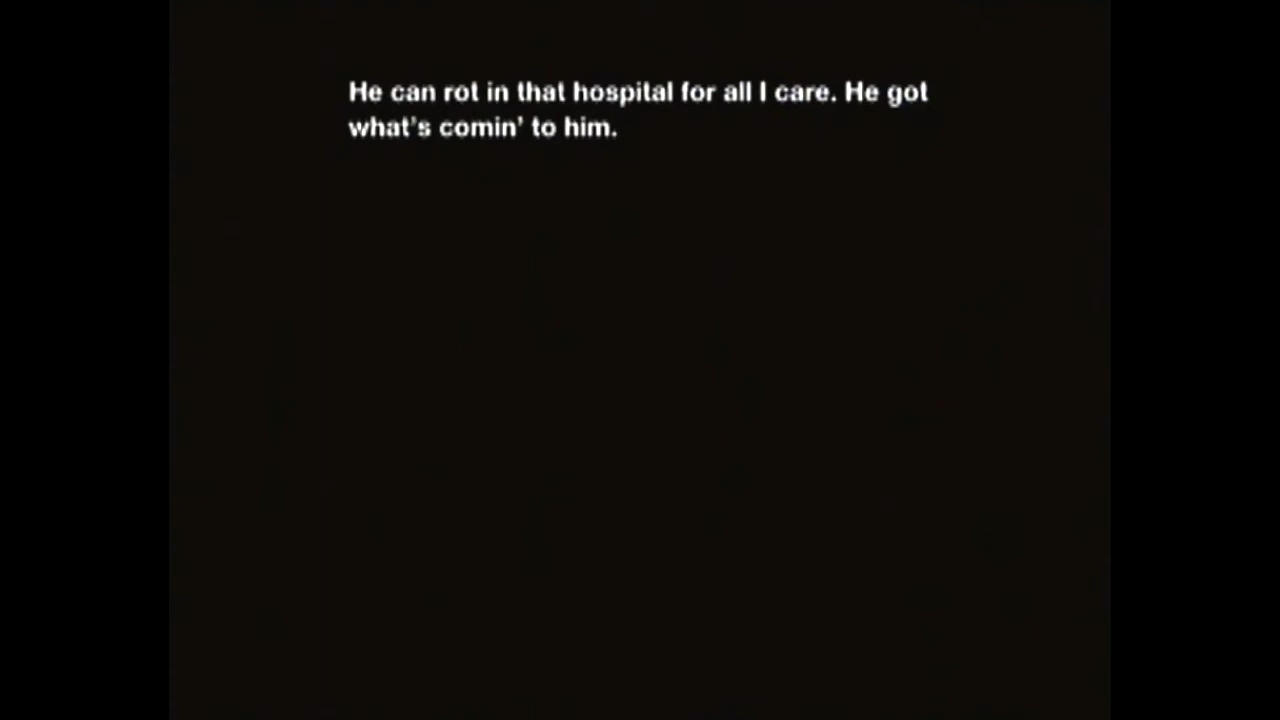 He can rot in that hospital for all I care. He got
what's comin' to him.